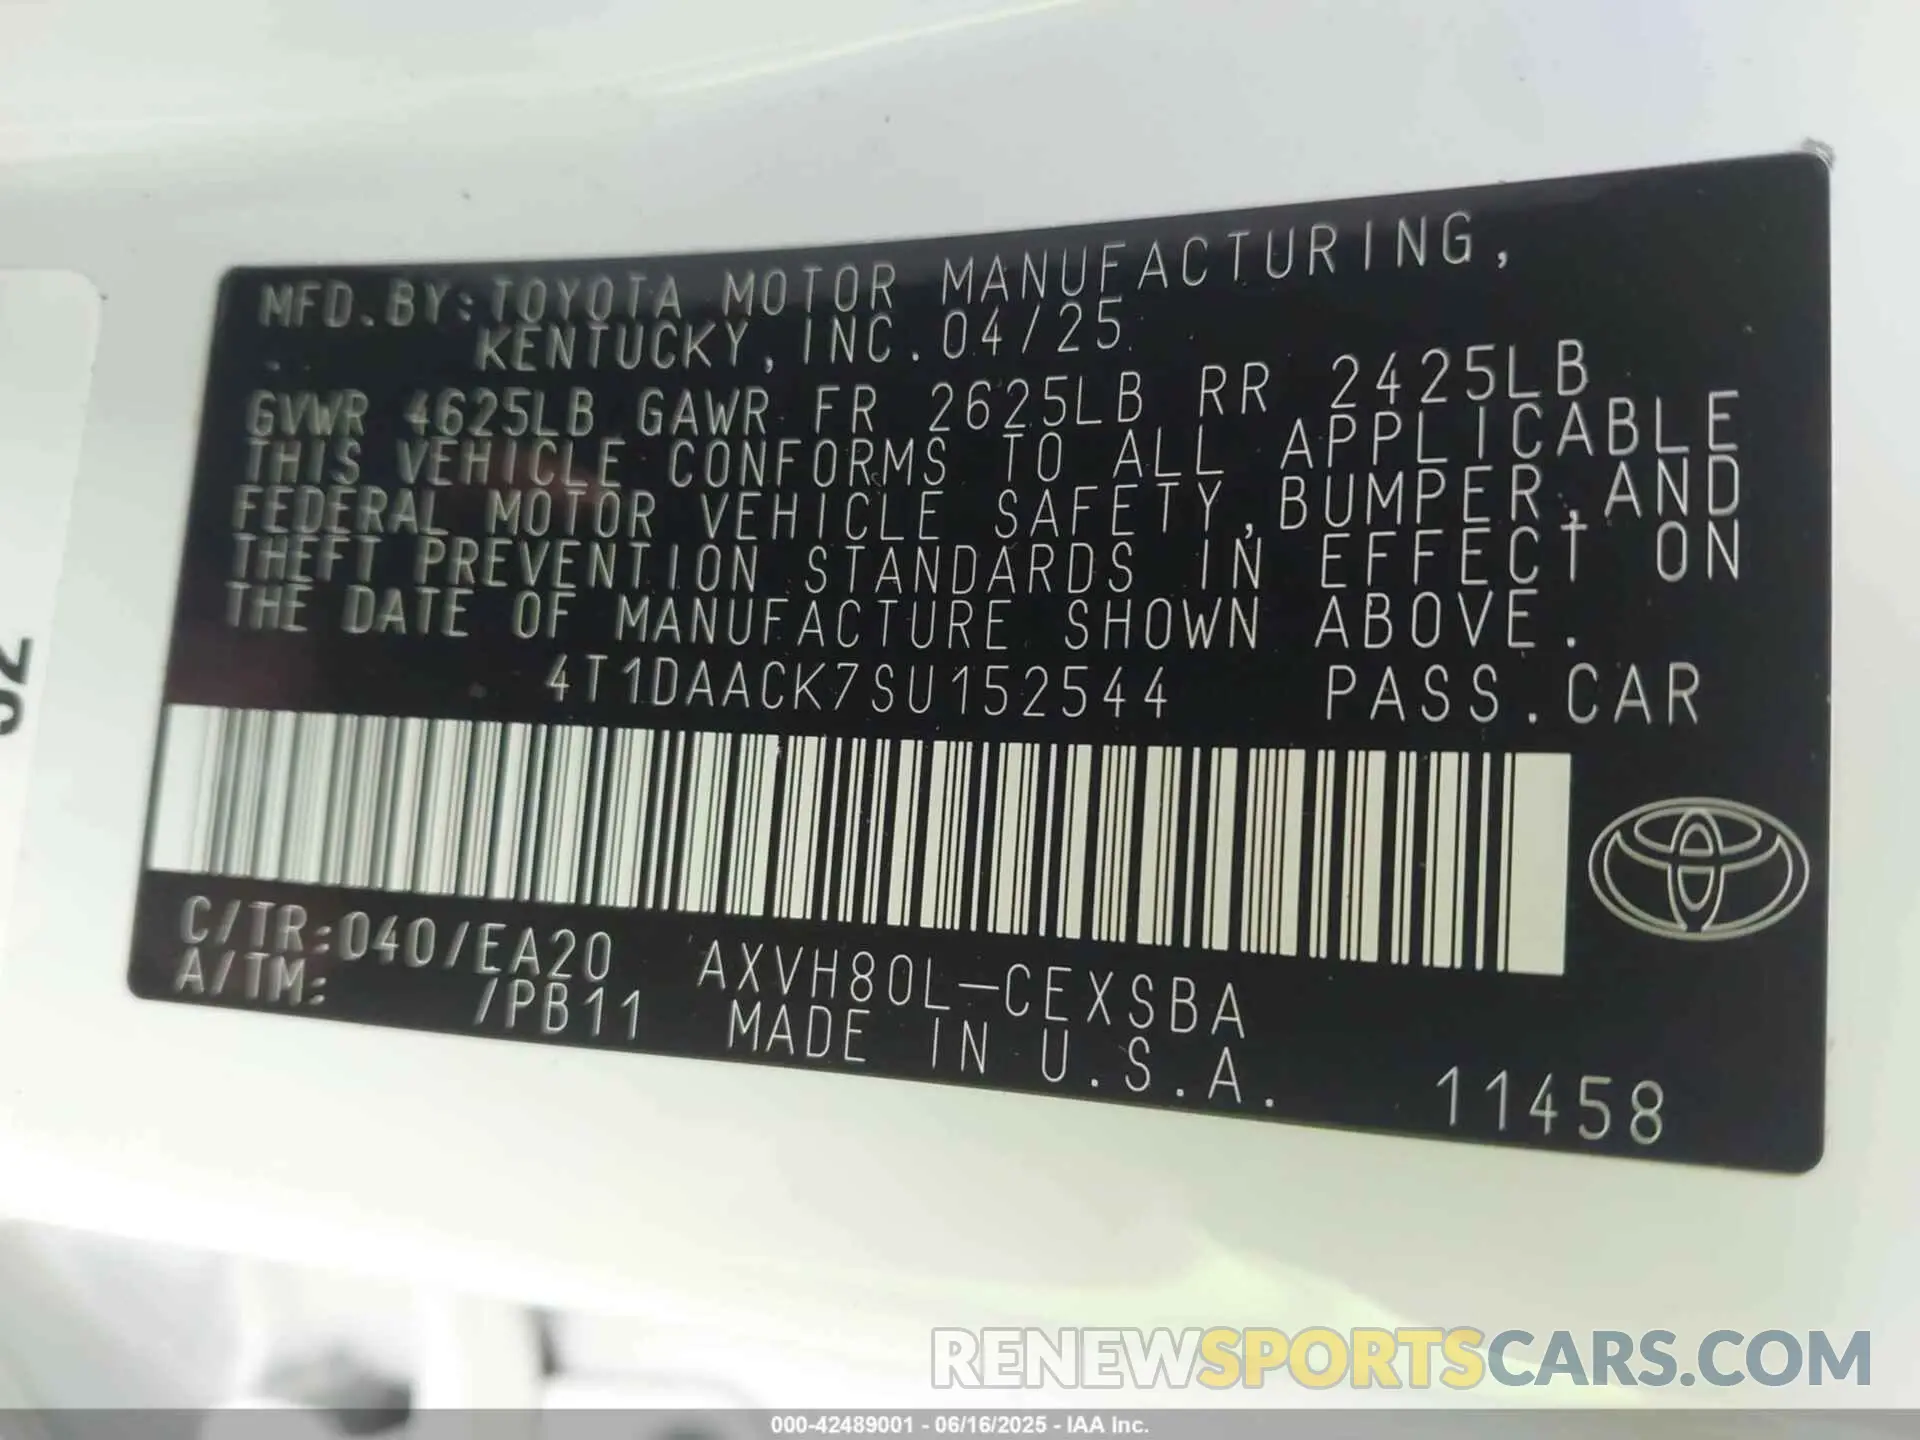 MFD.BY:TOYOTA MOTOR MANUFACTURING,
KENTUCKY, INC. 04/25
GVWR 4625LB GAWR FR 2625LB RR 2425LB
THIS VEHICLE CONFORMS TO ALL APPLICABLE
FEDERAL MOTOR VEHICLE SAFETY, BUMPER, AND
THEFT PREVENTION STANDARDS IN EFFECT ON
THE DATE OF MANUFACTURE SHOWN ABOVE.
4T1DAACK7SU152544 PASS.CAR
C/TR:040/EA20 AXVH80L-CEXSBA
A/TM: /PB11 MADE IN U.S.A.
11458
RENEWSPORTSCARS.COM
000-42489001 - 06/16/2025 - IAA Inc.